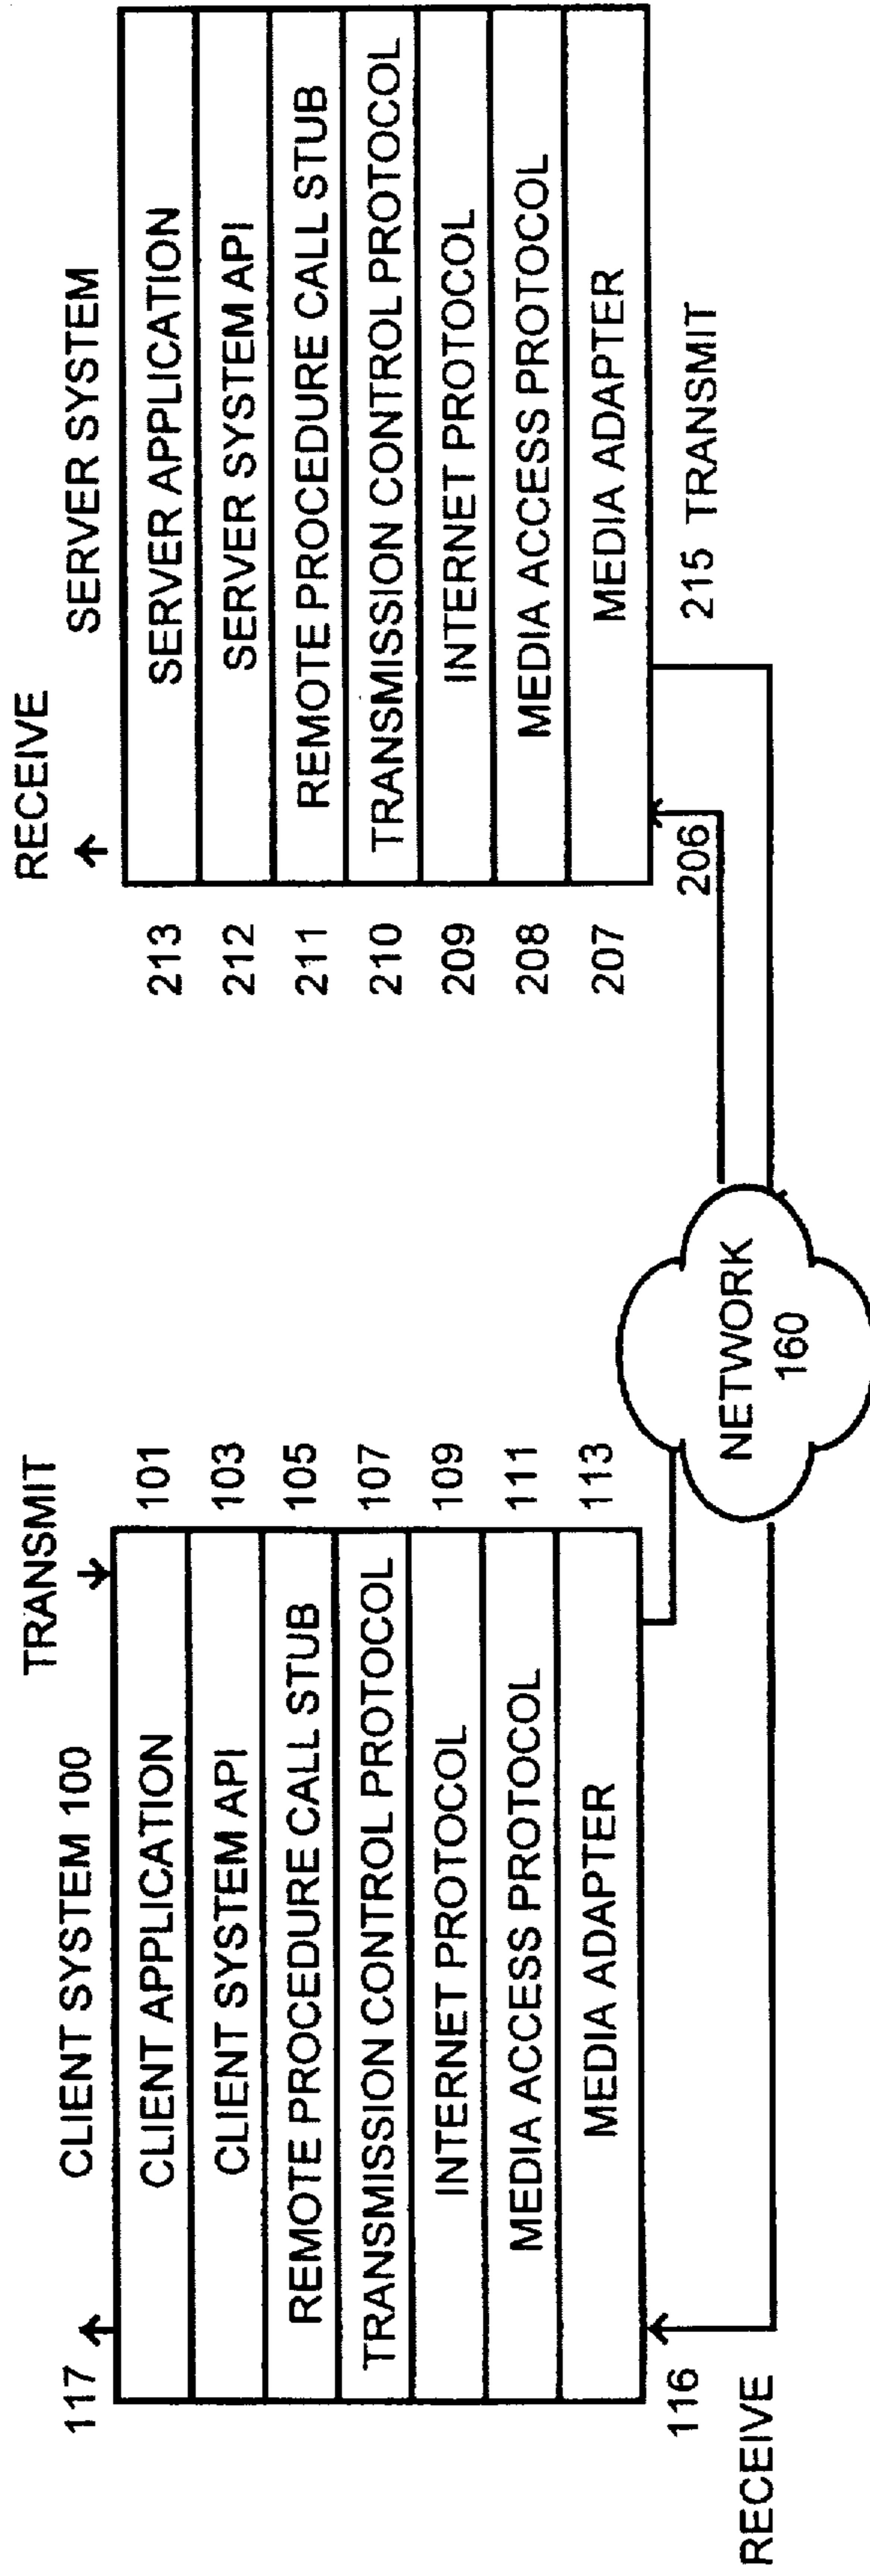 CLIENT SYSTEM 100
TRANSMIT
117
CLIENT APPLICATION 101
CLIENT SYSTEM API 103
REMOTE PROCEDURE CALL STUB 105
TRANSMISSION CONTROL PROTOCOL 107
INTERNET PROTOCOL 109
MEDIA ACCESS PROTOCOL 111
MEDIA ADAPTER 113
116
RECEIVE
NETWORK
160
RECEIVE
SERVER SYSTEM
213 SERVER APPLICATION
212 SERVER SYSTEM API
211 REMOTE PROCEDURE CALL STUB
210 TRANSMISSION CONTROL PROTOCOL
209 INTERNET PROTOCOL
208 MEDIA ACCESS PROTOCOL
207 MEDIA ADAPTER
206
215 TRANSMIT